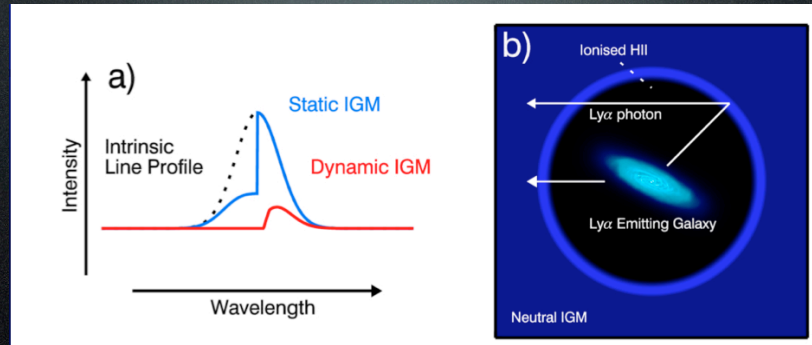 a)
Static IGM
Intrinsic
Line Profile
Dynamic IGM
Intensity
Wavelength
b)
Ionised HII
Lyα photon
Lyα Emitting Galaxy
Neutral IGM